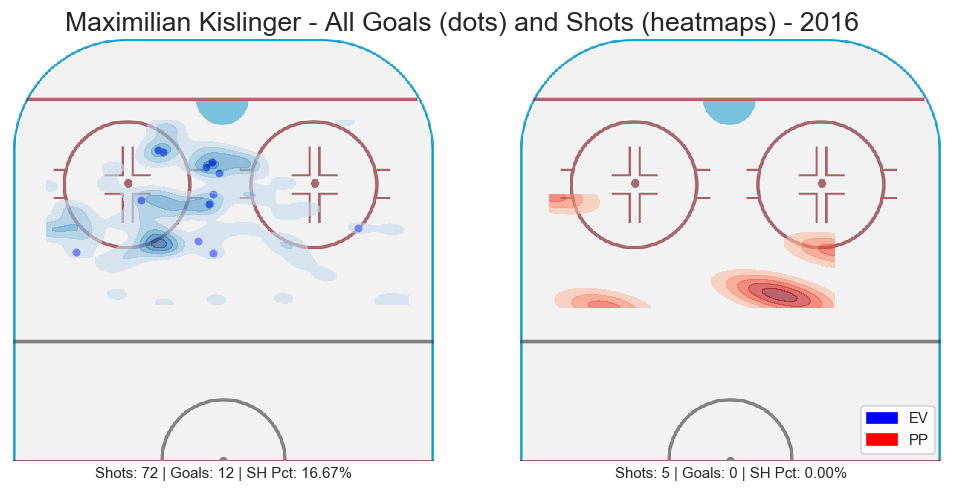 Maximilian Kislinger - All Goals (dots) and Shots (heatmaps) - 2016
EV
PP
Shots: 72 | Goals: 12 | SH Pct: 16.67%
Shots: 5 | Goals: 0 | SH Pct: 0.00%